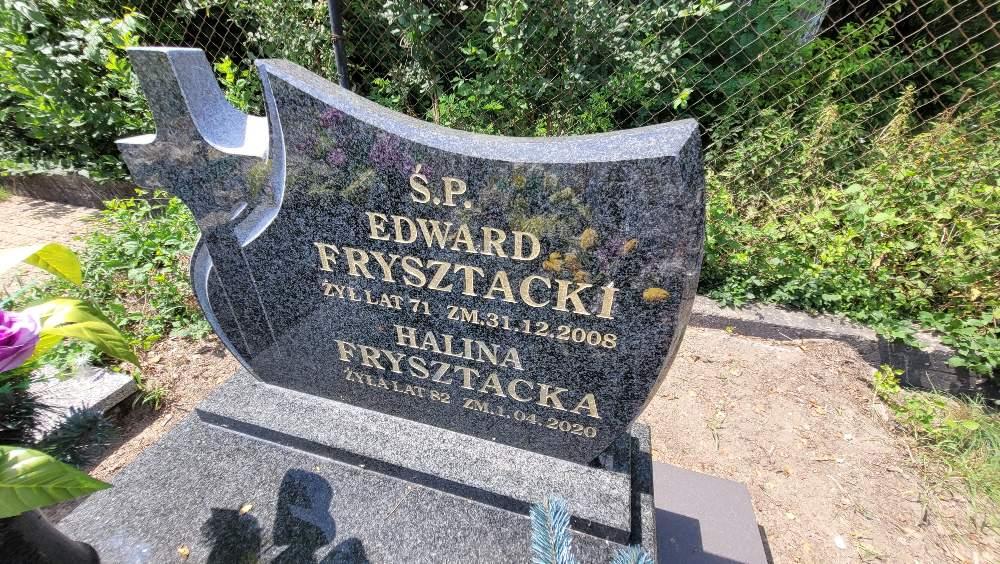 Ś.P.
EDWARD
FRYSZTACKI
ŻYŁ LAT 71 ZM.31.12.2008
HALINA
FRYSZTACKA
ŻYŁA LAT 82 ZM.1.04.2020